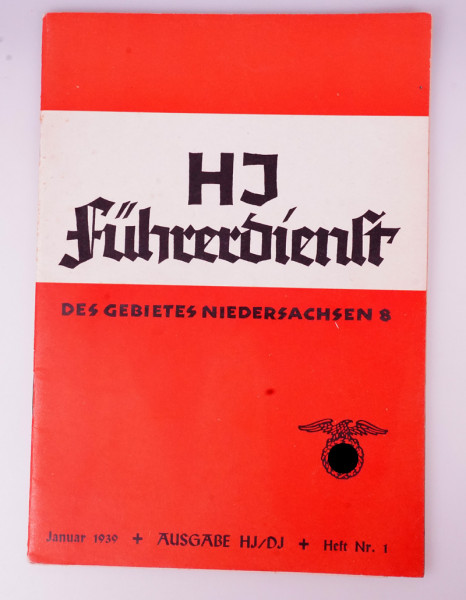 HJ
Führerdienst
DES GEBIETES NIEDERSACHSEN 8
Januar 1939 + AUSGABE HJ/DJ + Heft Nr. 1